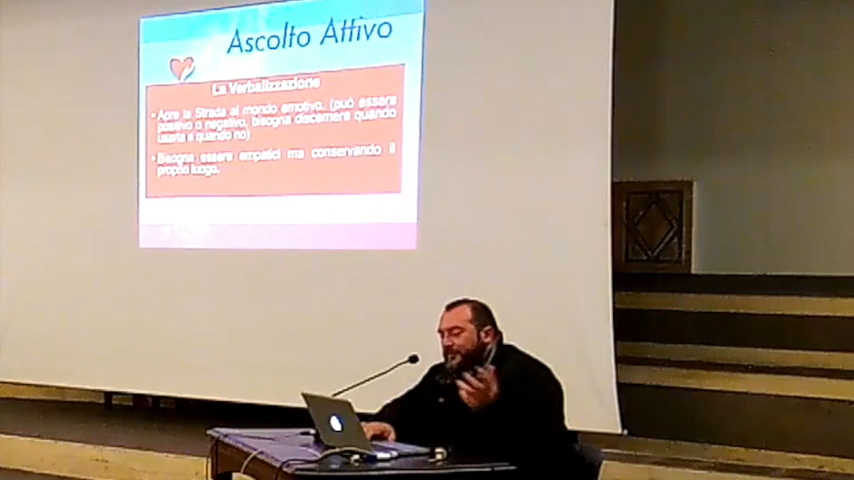 Ascolto Attivo
La Verbalizzazione
• Apre la Strada al mondo emotivo. (può essere
positivo o negativo, bisogna discernere quando
usarla e quando no)
• Bisogna essere empatici ma conservando il
proprio luogo.